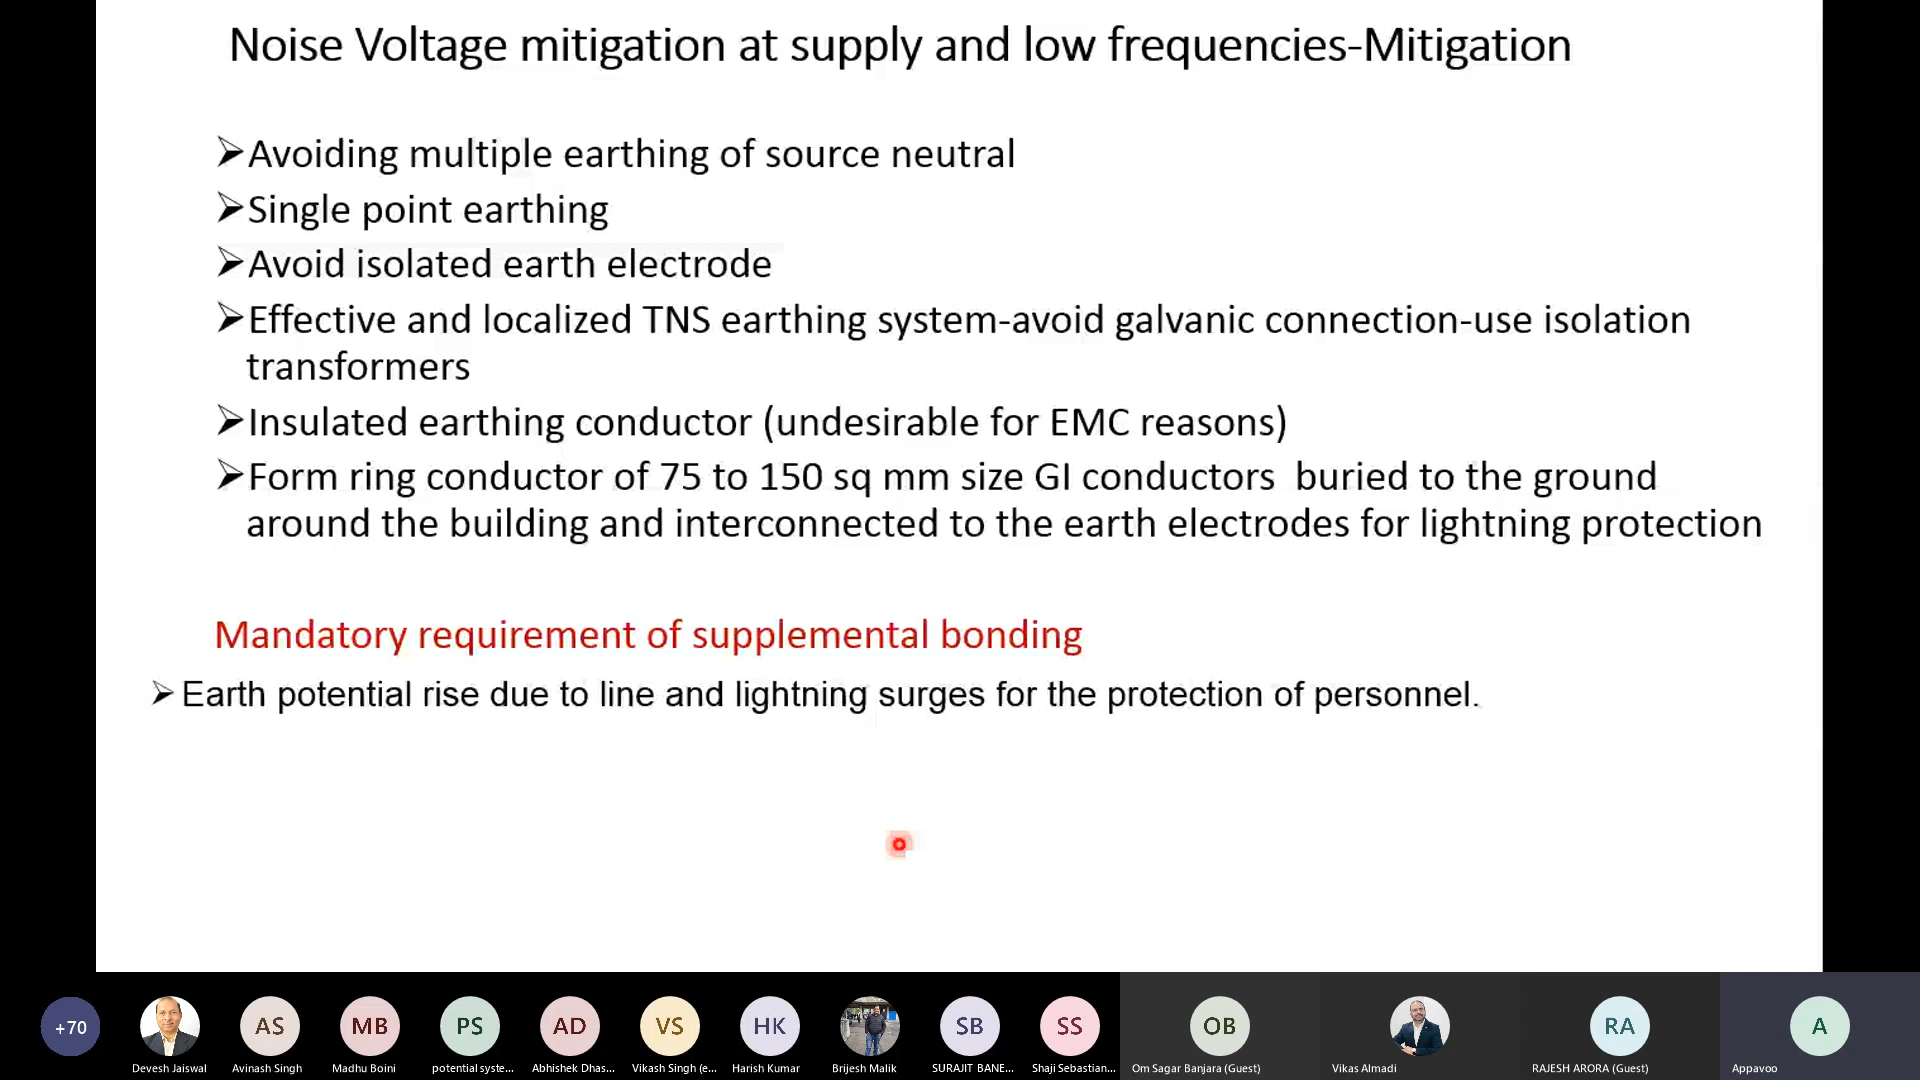 Noise Voltage mitigation at supply and low frequencies-Mitigation
➢Avoiding multiple earthing of source neutral
➢Single point earthing
➢Avoid isolated earth electrode
➢Effective and localized TNS earthing system-avoid galvanic connection-use isolation
transformers
➢Insulated earthing conductor (undesirable for EMC reasons)
➢Form ring conductor of 75 to 150 sq mm size GI conductors  buried to the ground
around the building and interconnected to the earth electrodes for lightning protection
Mandatory requirement of supplemental bonding
➢Earth potential rise due to line and lightning surges for the protection of personnel.
+70 AS MB PS AD VS HK SB SS OB RA A
Devesh Jaiswal Avinash Singh Madhu Boini potential syste... Abhishek Dhas... Vikash Singh (e... Harish Kumar Brijesh Malik SURAJIT BANE... Shaji Sebastian... Om Sagar Banjara (Guest) Vikas Almadi RAJESH ARORA (Guest) Appavoo